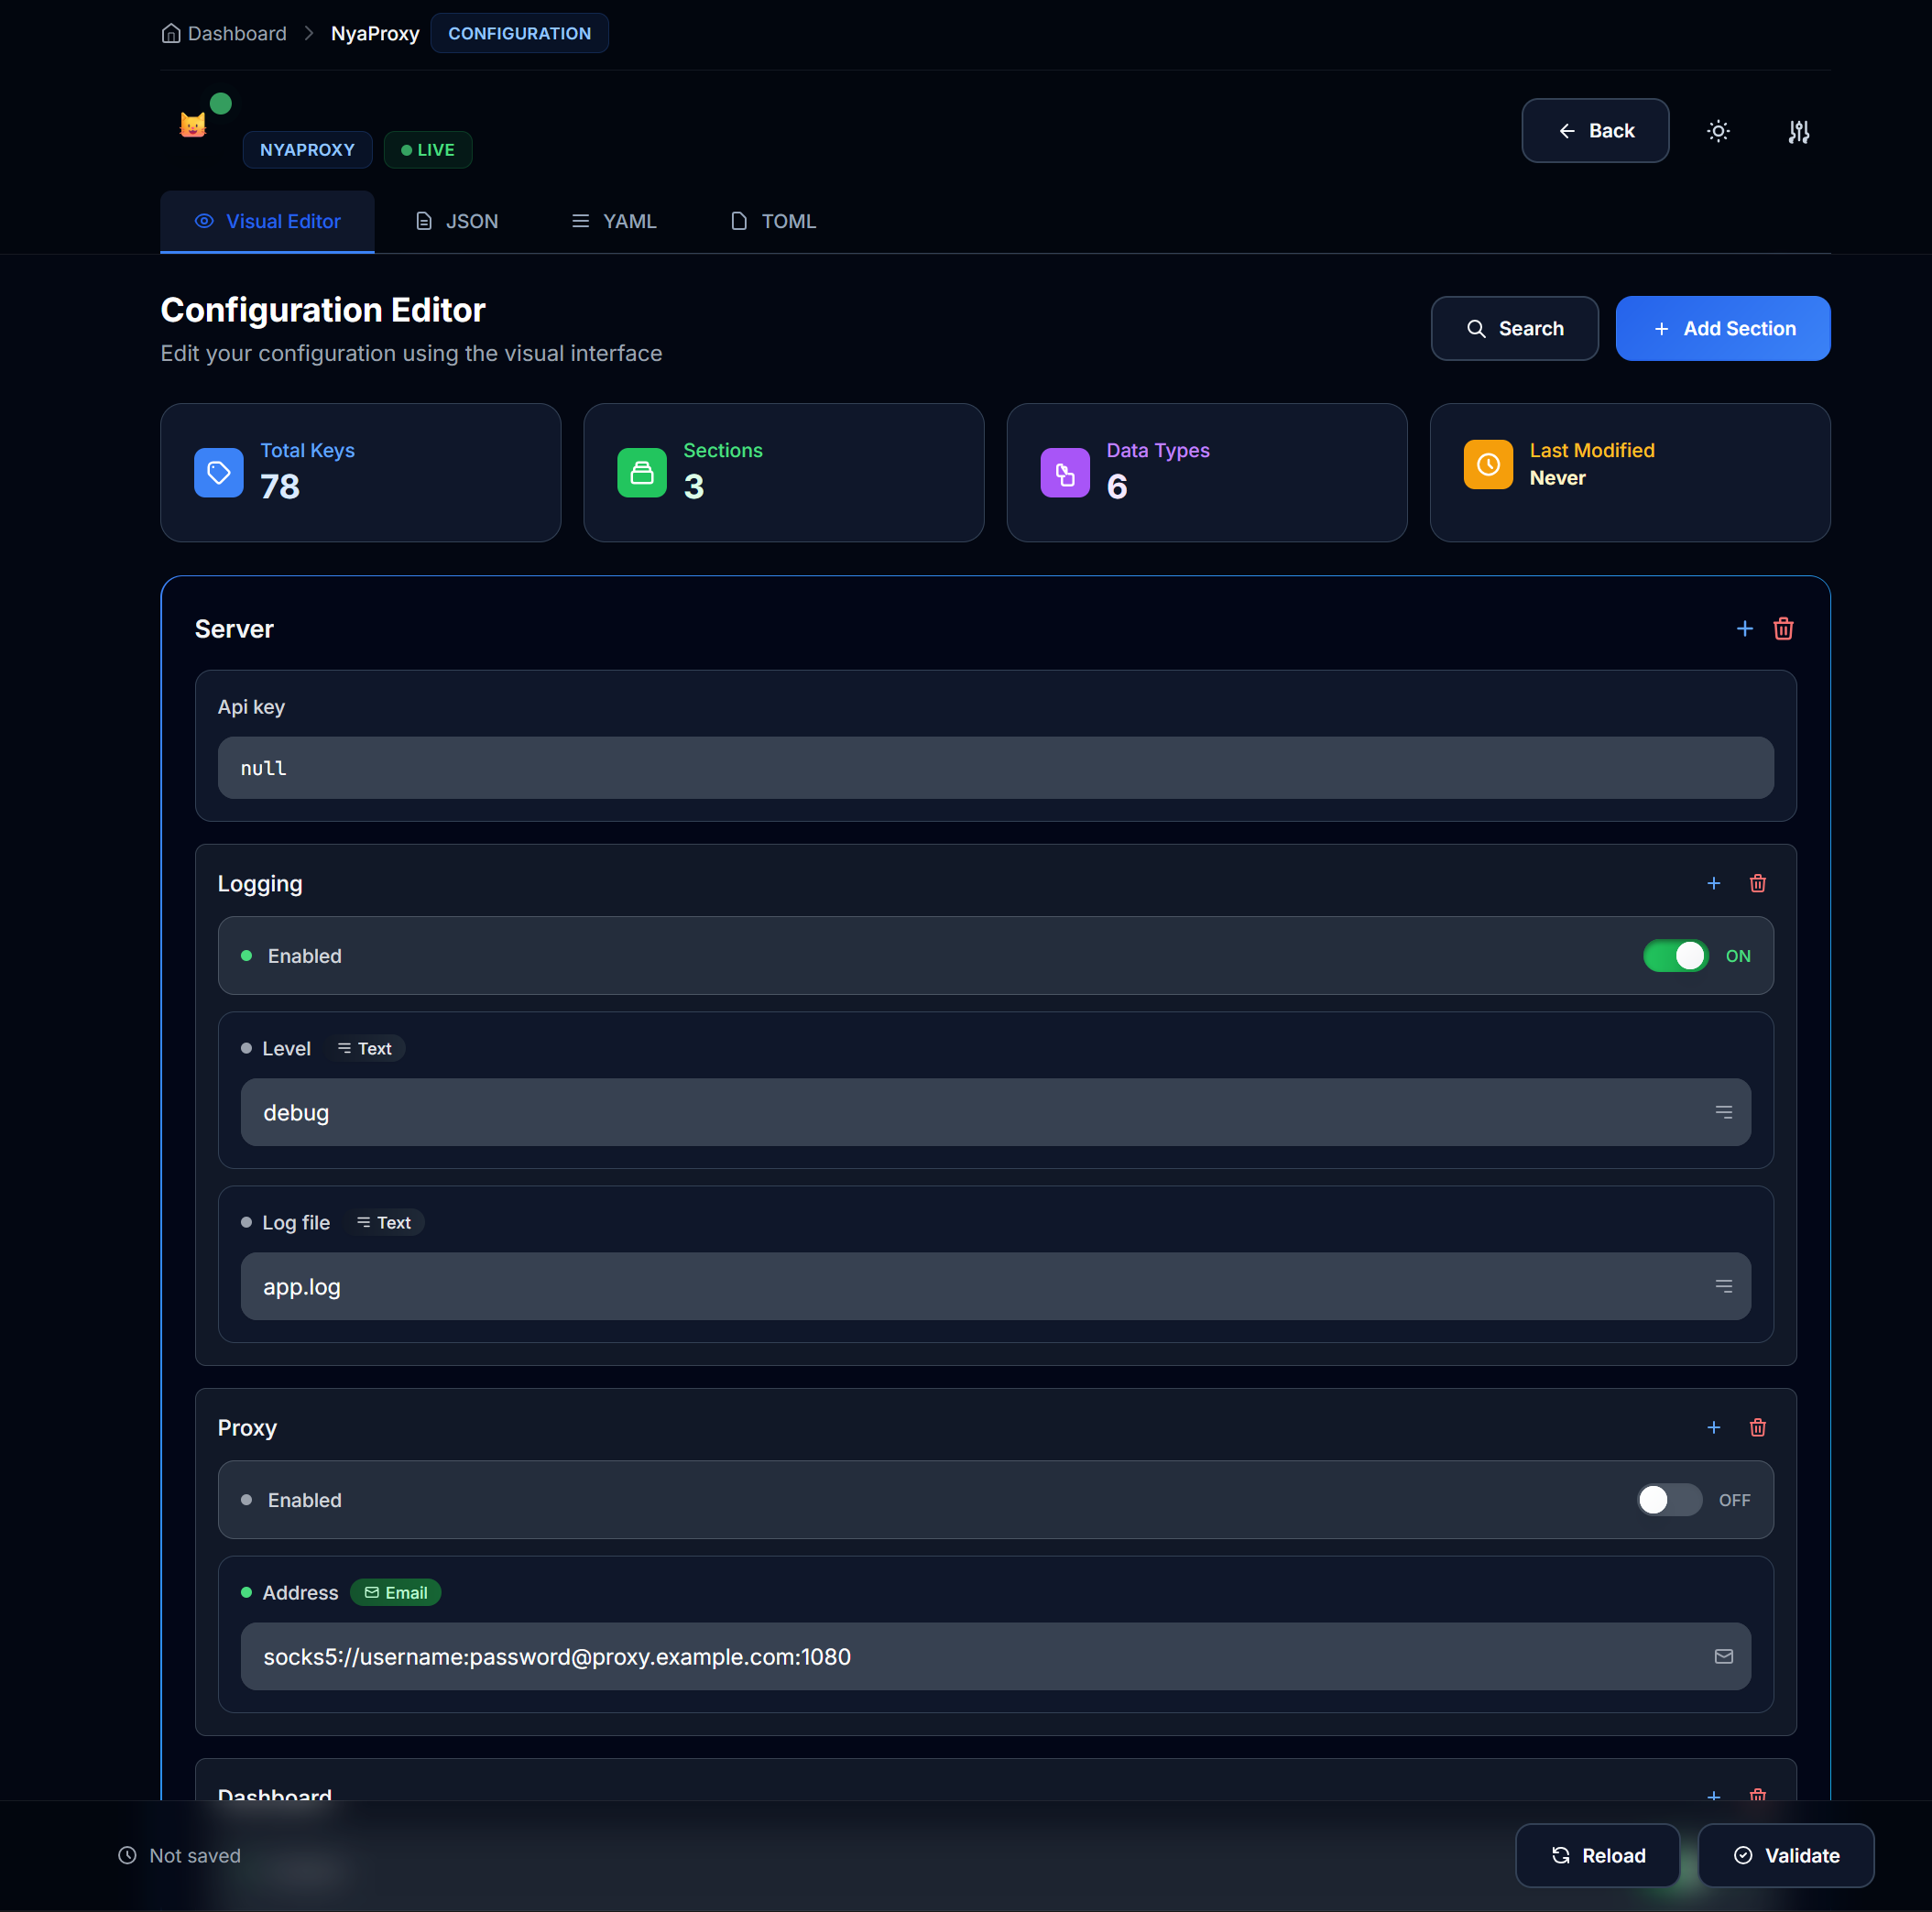 Dashboard > NyaProxy CONFIGURATION
NYAPROXY LIVE
Back
Visual Editor JSON YAML TOML
Configuration Editor
Edit your configuration using the visual interface
Search + Add Section
Total Keys
78
Sections
3
Data Types
6
Last Modified
Never
Server
Api key
null
Logging
Enabled ON
Level Text
debug
Log file Text
app.log
Proxy
Enabled OFF
Address Email
socks5://username:password@proxy.example.com:1080
Dashboard
Not saved Reload Validate